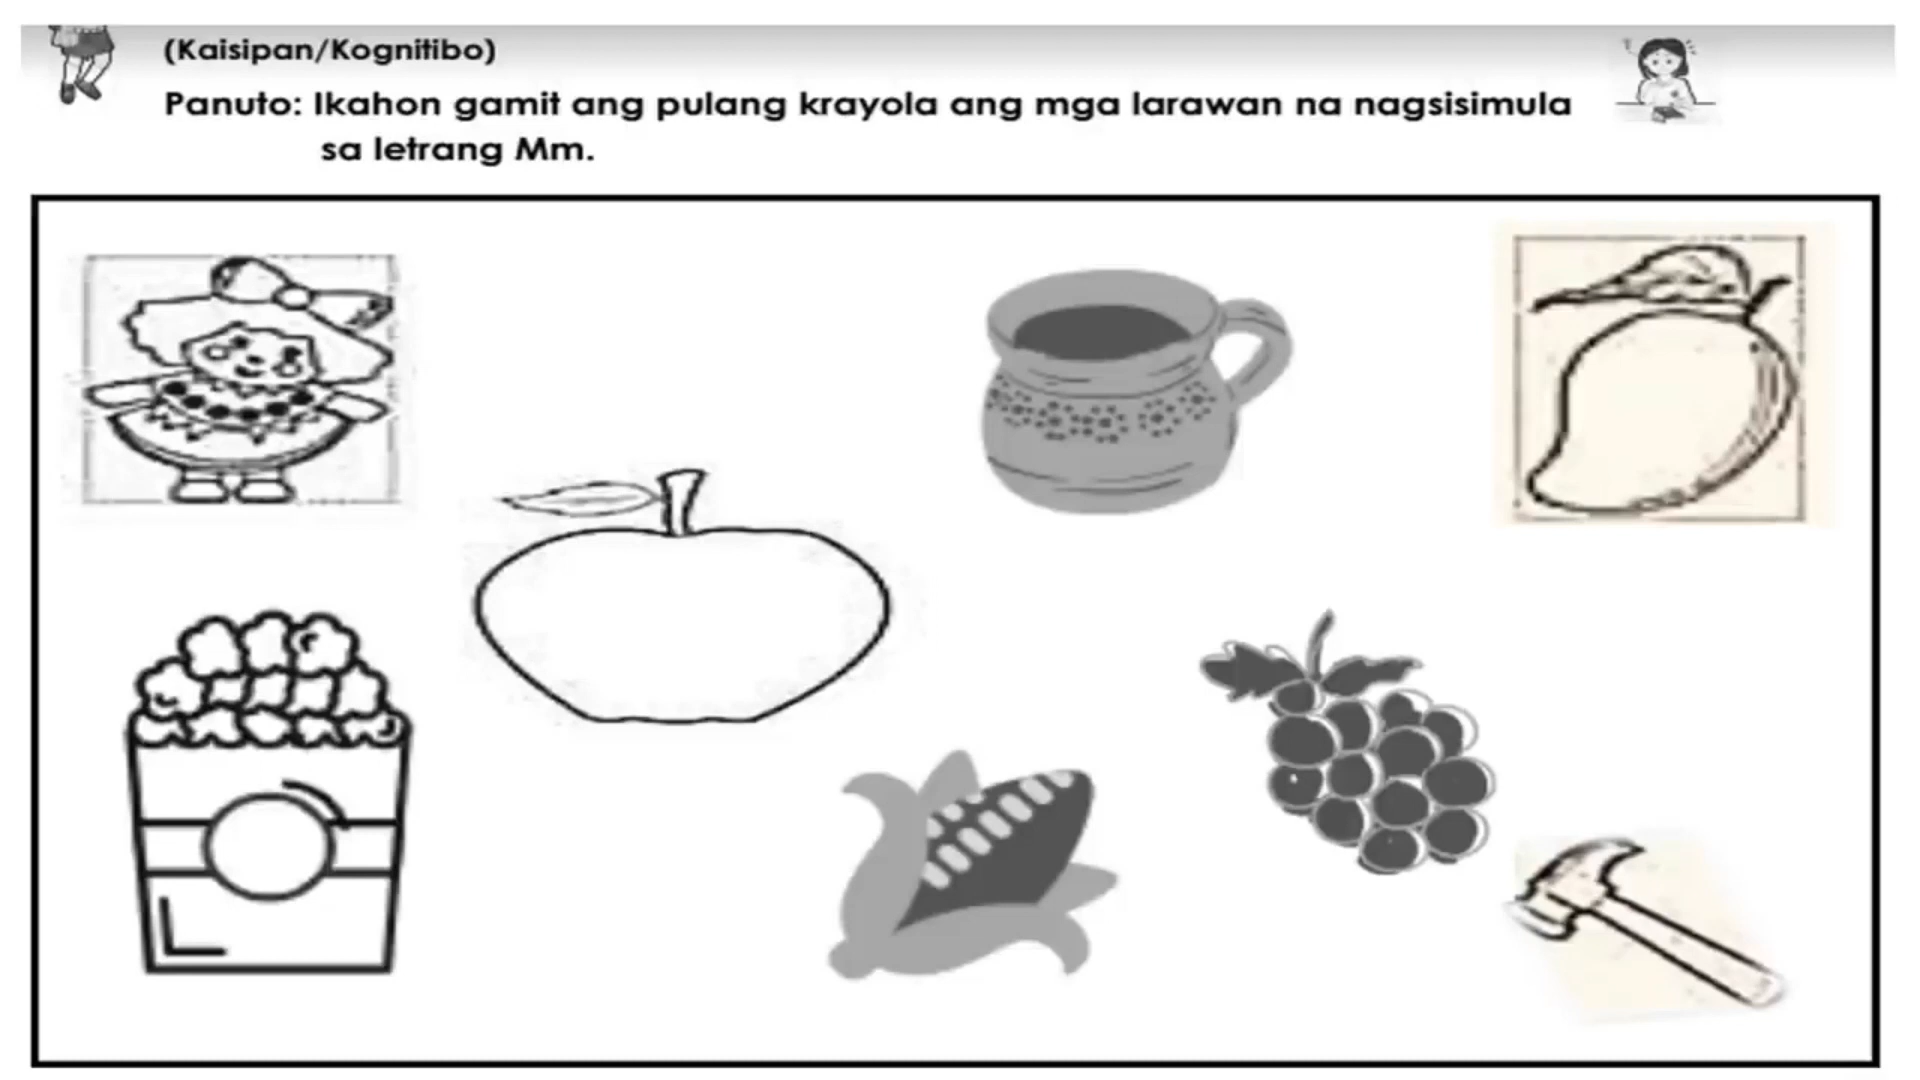 (Kaisipan/Kognitibo)
Panuto: Ikahon gamit ang pulang krayola ang mga larawan na nagsisimula
sa letrang Mm.